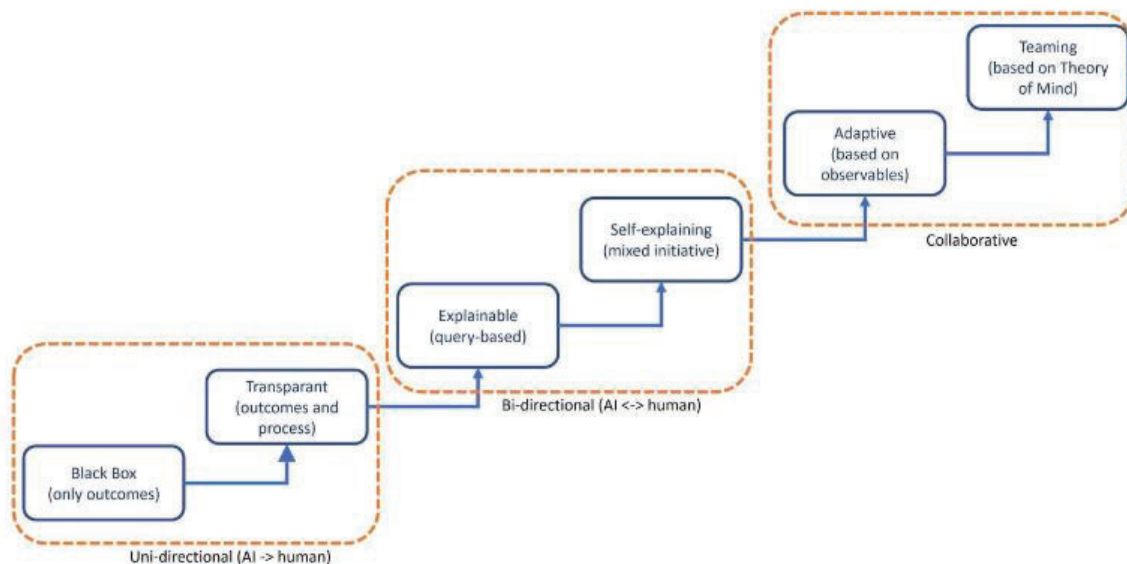 Teaming
(based on Theory
of Mind)
Adaptive
(based on
observables)
Collaborative
Self-explaining
(mixed initiative)
Explainable
(query-based)
Bi-directional (AI <-> human)
Transparant
(outcomes and
process)
Black Box
(only outcomes)
Uni-directional (AI -> human)